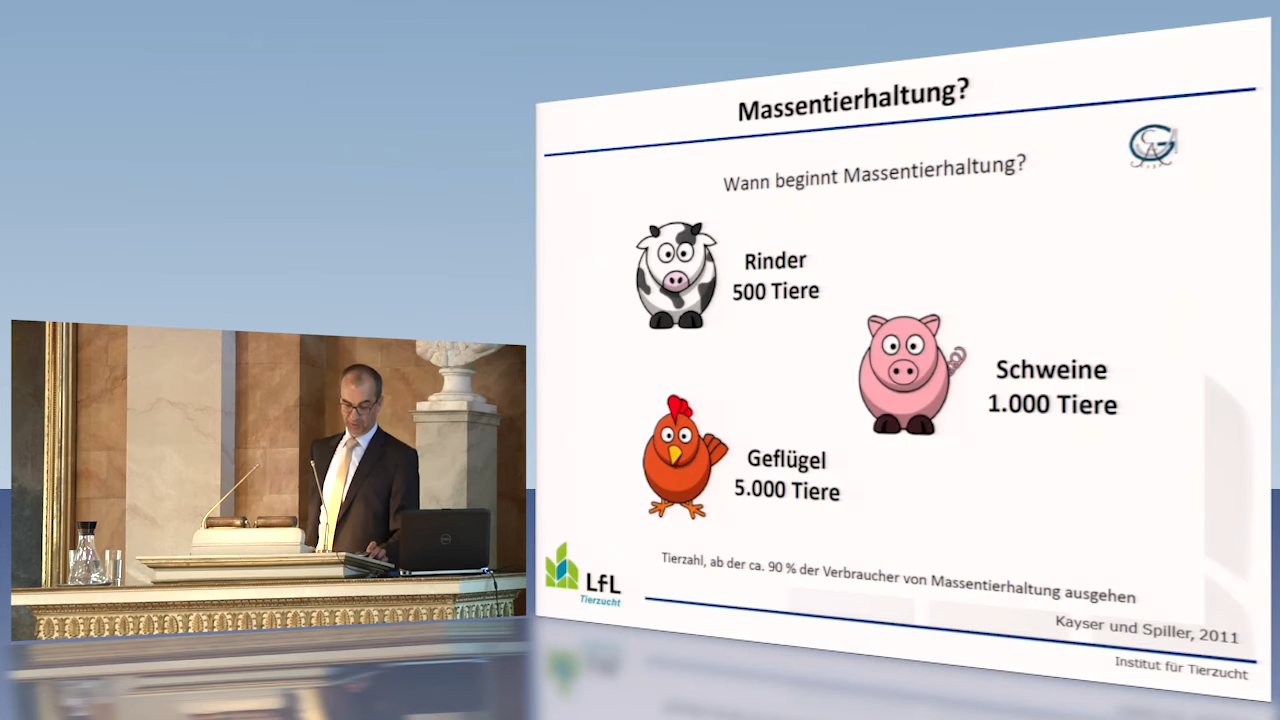 Massentierhaltung?
Wann beginnt Massentierhaltung?
Rinder
500 Tiere
Schweine
1.000 Tiere
Geflügel
5.000 Tiere
Tierzahl, ab der ca. 90 % der Verbraucher von Massentierhaltung ausgehen
LfL
Tierzucht
Kayser und Spiller, 2011
Institut für Tierzucht